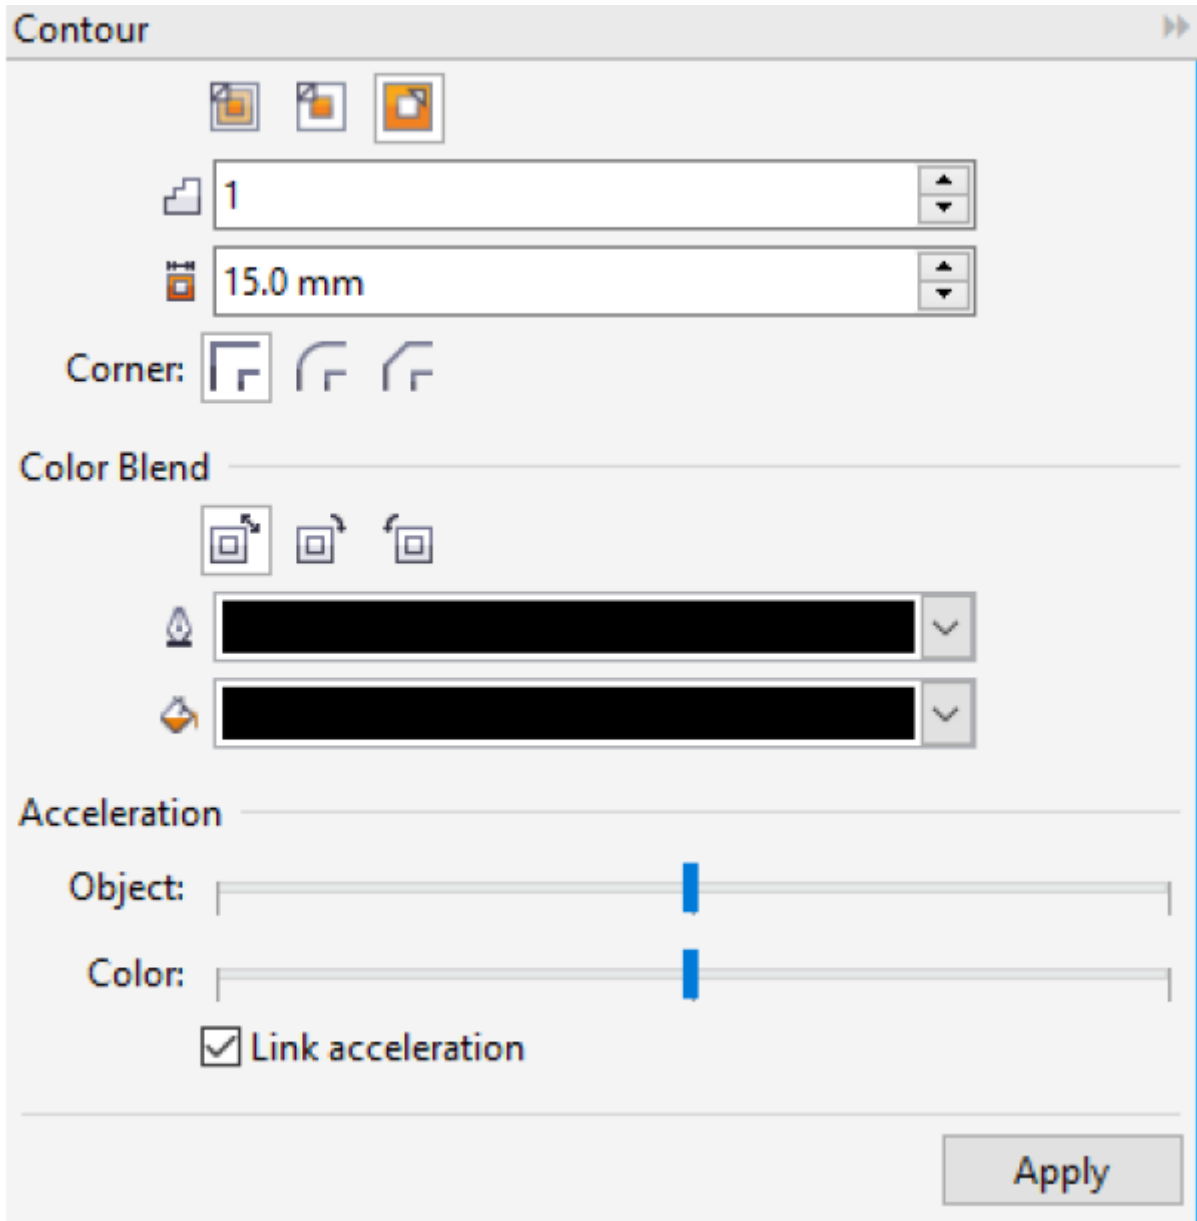 Contour
1
15.0 mm
Corner:
Color Blend
Acceleration
Object:
Color:
Link acceleration
Apply